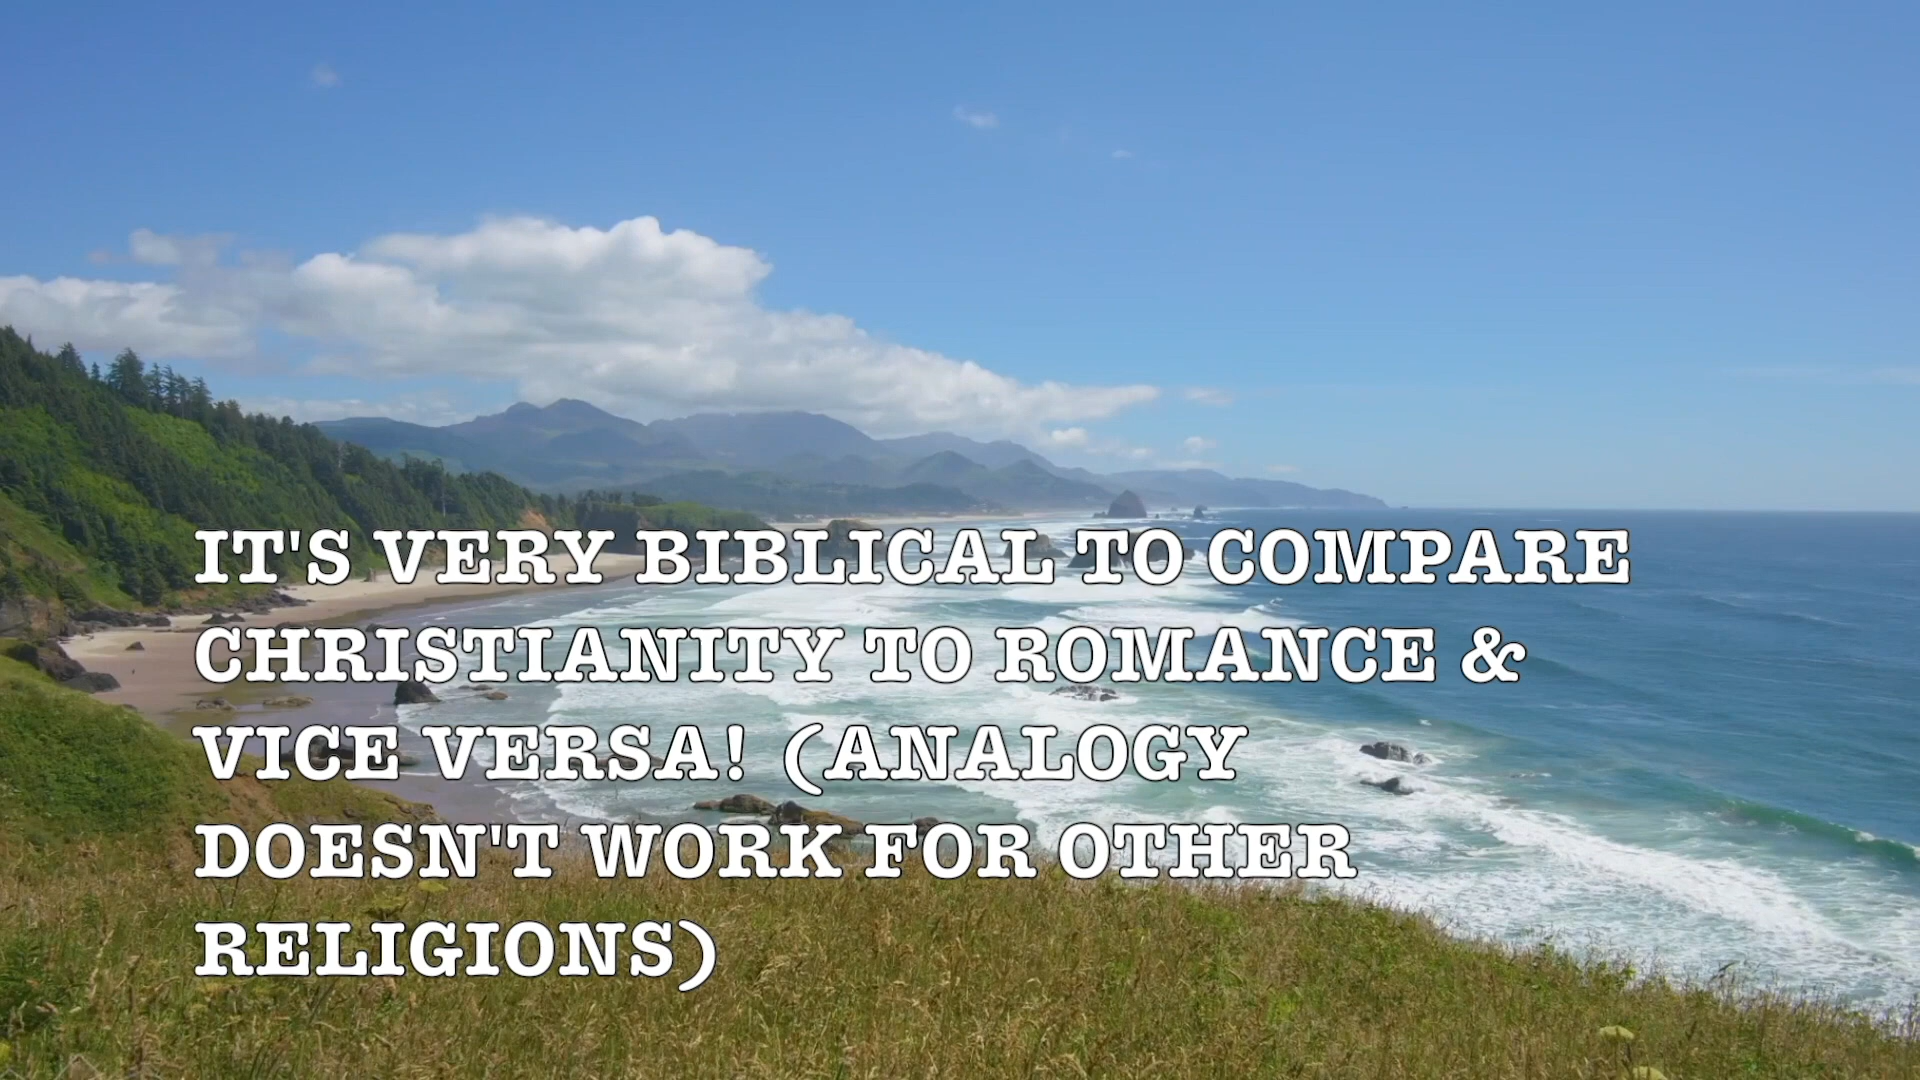 IT'S VERY BIBLICAL TO COMPARE
CHRISTIANITY TO ROMANCE &
VICE VERSA! (ANALOGY
DOESN'T WORK FOR OTHER
RELIGIONS)